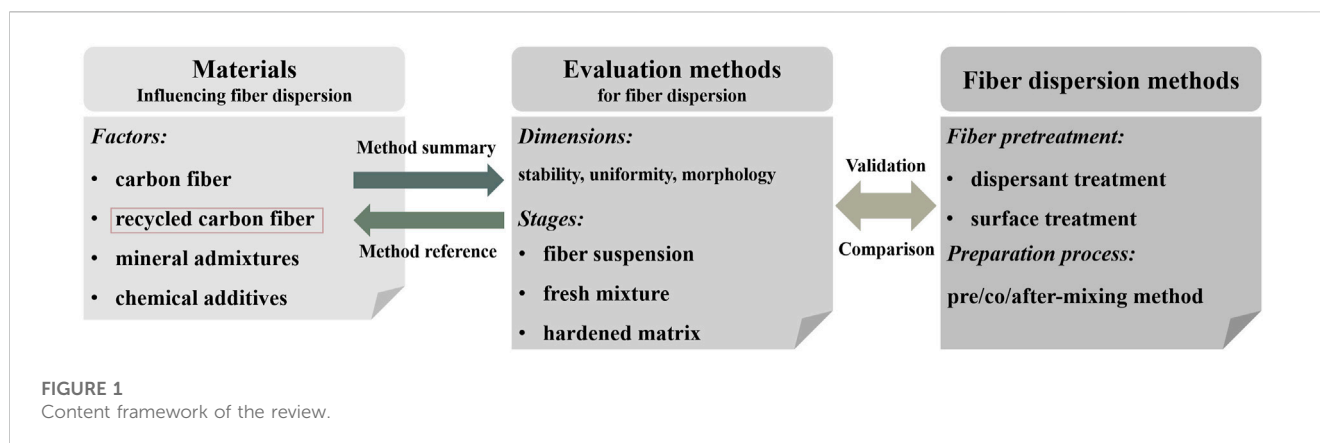 Materials
Influencing fiber dispersion
Factors:
• carbon fiber
• recycled carbon fiber
• mineral admixtures
• chemical additives
Method summary
Method reference
Evaluation methods
for fiber dispersion
Dimensions:
stability, uniformity, morphology
Stages:
• fiber suspension
• fresh mixture
• hardened matrix
Validation
Comparison
Fiber dispersion methods
Fiber pretreatment:
• dispersant treatment
• surface treatment
Preparation process:
pre/co/after-mixing method
FIGURE 1
Content framework of the review.